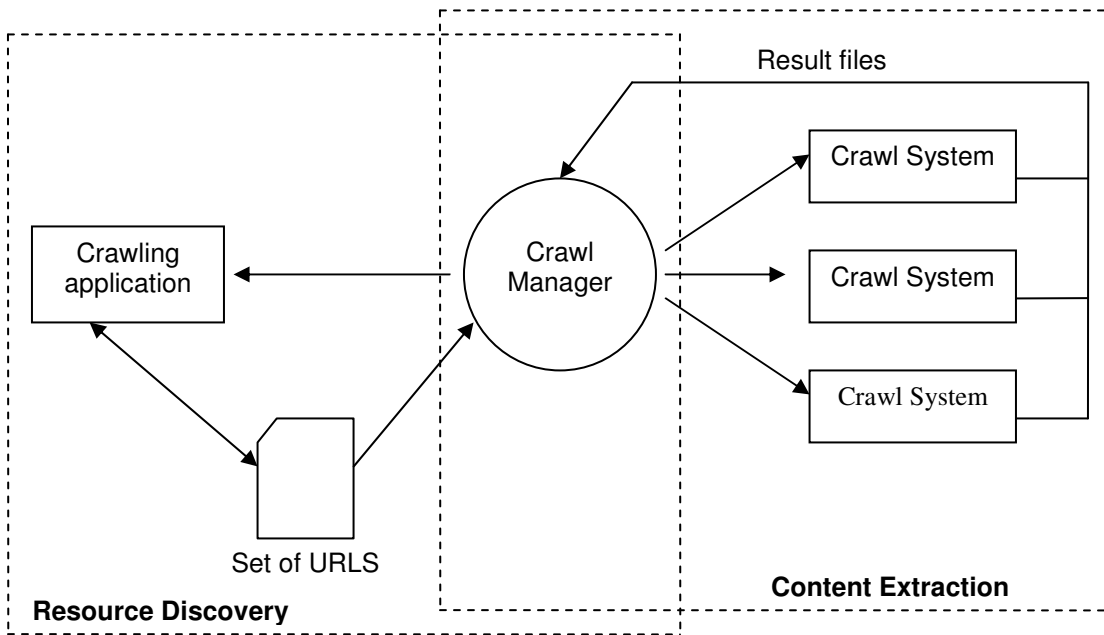 Result files
Crawl System
Crawling
application
Crawl
Manager
Crawl System
Crawl System
Set of URLS
Content Extraction
Resource Discovery